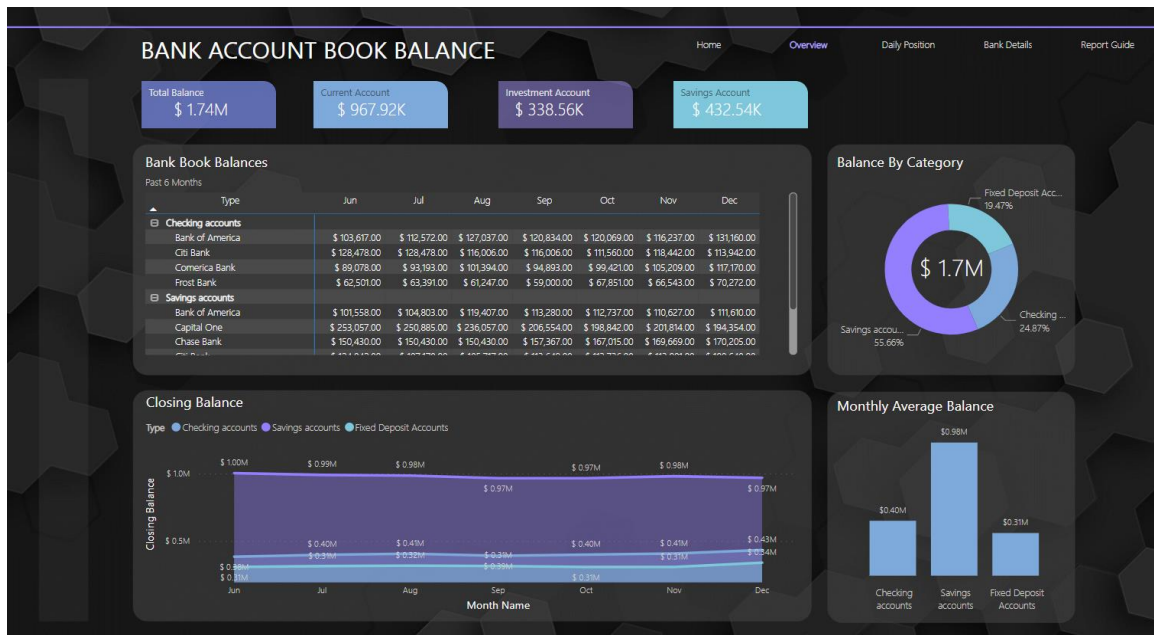 BANK ACCOUNT BOOK BALANCE
Home Overview Daily Position Bank Details Report Guide
Total Balance
$ 1.74M
Current Account
$ 967.92K
Investment Account
$ 338.56K
Savings Account
$ 432.54K
Bank Book Balances
Past 6 Months
Type Jun Jul Aug Sep Oct Nov Dec
Checking accounts
Bank of America $ 103,617.00 $ 112,572.00 $ 127,037.00 $ 120,834.00 $ 120,069.00 $ 116,237.00 $ 131,160.00
Citi Bank $ 128,478.00 $ 128,478.00 $ 116,006.00 $ 116,006.00 $ 111,560.00 $ 118,442.00 $ 113,942.00
Comerica Bank $ 89,078.00 $ 93,193.00 $ 101,394.00 $ 94,893.00 $ 99,421.00 $ 105,209.00 $ 117,170.00
Frost Bank $ 62,501.00 $ 63,391.00 $ 61,247.00 $ 59,000.00 $ 67,851.00 $ 66,543.00 $ 70,272.00
Savings accounts
Bank of America $ 101,558.00 $ 104,803.00 $ 119,407.00 $ 113,280.00 $ 112,737.00 $ 110,627.00 $ 111,610.00
Capital One $ 253,057.00 $ 250,885.00 $ 236,057.00 $ 206,554.00 $ 198,842.00 $ 201,814.00 $ 194,354.00
Chase Bank $ 150,430.00 $ 150,430.00 $ 150,430.00 $ 157,367.00 $ 167,015.00 $ 169,669.00 $ 170,205.00
Balance By Category
Fixed Deposit Acc...
19.47%
$ 1.7M
Checking ...
24.87%
Savings accou...
55.66%
Closing Balance
Type Checking accounts Savings accounts Fixed Deposit Accounts
Closing Balance
$ 1.0M
$ 0.5M
$ 1.00M $ 0.99M $ 0.98M $ 0.97M $ 0.97M $ 0.98M $ 0.97M
$ 0.38M $ 0.40M $ 0.41M $ 0.39M $ 0.40M $ 0.41M $ 0.43M
$ 0.31M $ 0.31M $ 0.32M $ 0.31M $ 0.31M $ 0.31M $ 0.34M
Jun Jul Aug Sep Oct Nov Dec
Month Name
Monthly Average Balance
$0.98M
$0.40M
$0.31M
Checking
accounts
Savings
accounts
Fixed Deposit
Accounts